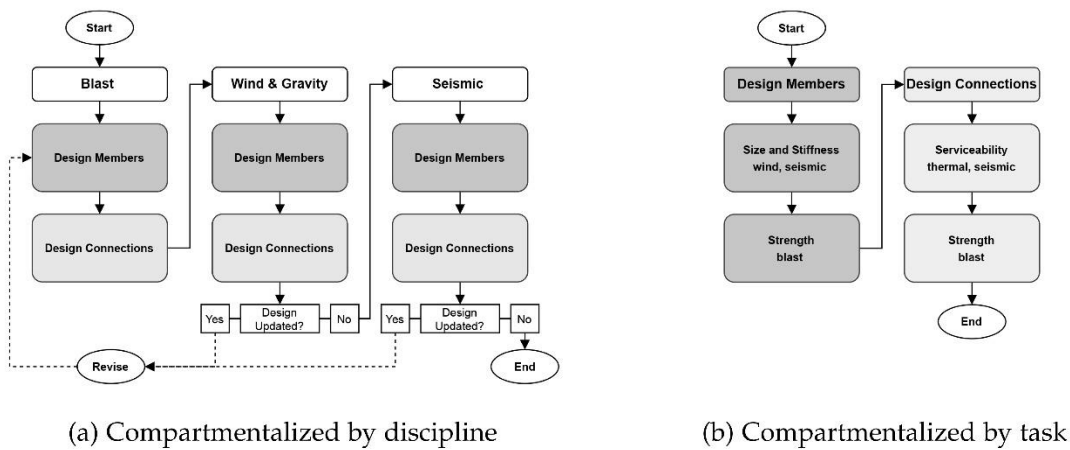 Start
Blast
Design Members
Design Connections
Wind & Gravity
Design Members
Design Connections
Yes
Design
Updated?
No
Seismic
Design Members
Design Connections
Yes
Design
Updated?
No
Revise
End
(a) Compartmentalized by discipline
Start
Design Members
Size and Stiffness
wind, seismic
Strength
blast
Design Connections
Serviceability
thermal, seismic
Strength
blast
End
(b) Compartmentalized by task